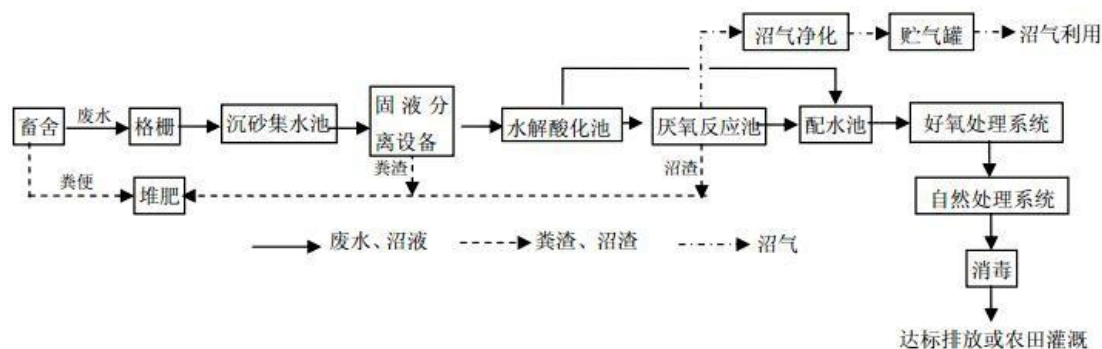 沼气净化 贮气罐 沼气利用
畜舍 废水 格栅 沉砂集水池 固液分离设备 水解酸化池 厌氧反应池 配水池 好氧处理系统
粪便 堆肥 粪渣 沼渣 自然处理系统
废水、沼液 粪渣、沼渣 沼气
消毒
达标排放或农田灌溉